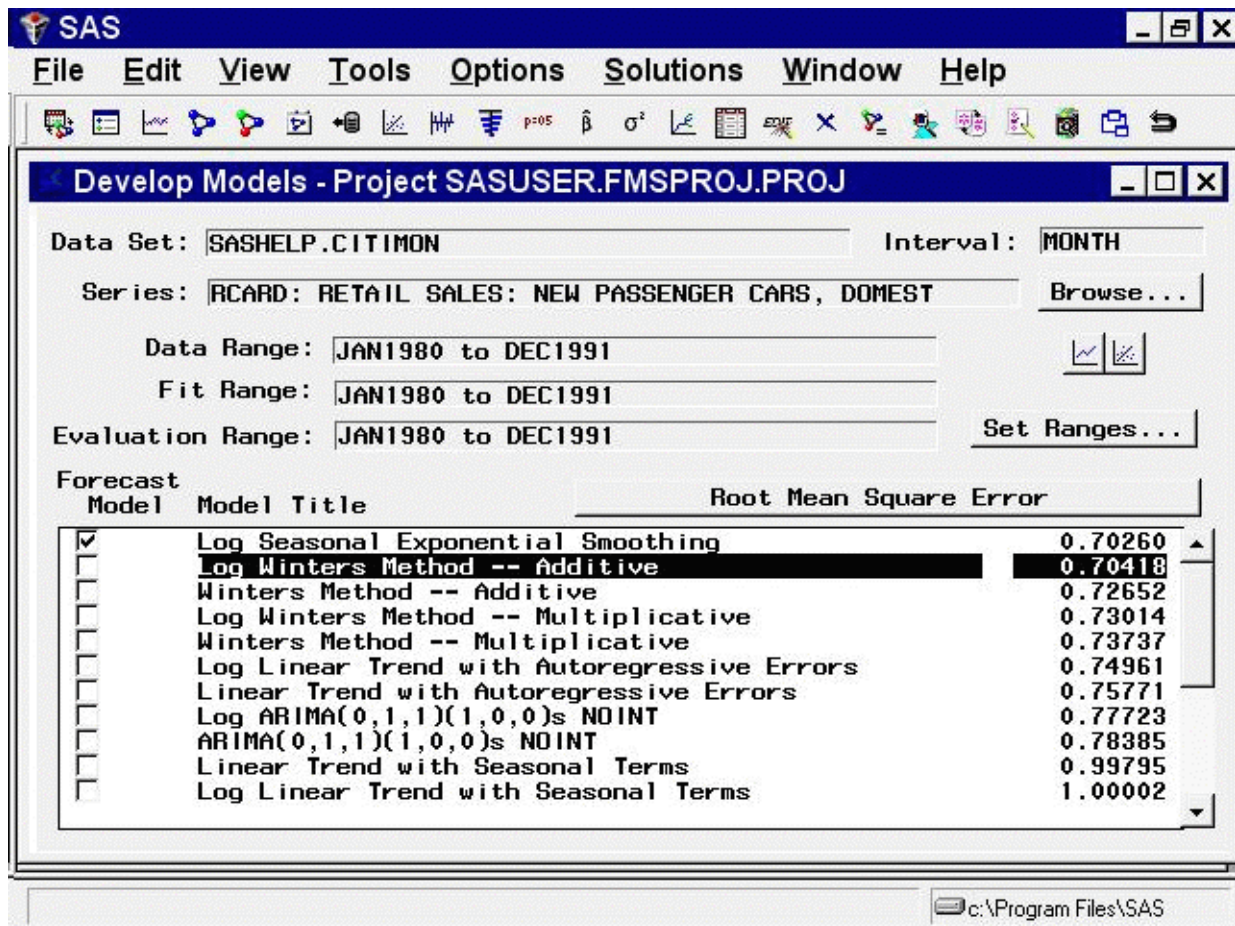 SAS
File Edit View Tools Options Solutions Window Help
p=05 β̂ σ² EDIT
Develop Models - Project SASUSER.FMSPROJ.PROJ
Data Set: SASHELP.CITIMON Interval: MONTH
Series: RCARD: RETAIL SALES: NEW PASSENGER CARS, DOMEST Browse...
Data Range: JAN1980 to DEC1991
Fit Range: JAN1980 to DEC1991
Evaluation Range: JAN1980 to DEC1991 Set Ranges...
Forecast
Model Model Title Root Mean Square Error
Log Seasonal Exponential Smoothing 0.70260
Log Winters Method -- Additive 0.70418
Winters Method -- Additive 0.72652
Log Winters Method -- Multiplicative 0.73014
Winters Method -- Multiplicative 0.73737
Log Linear Trend with Autoregressive Errors 0.74961
Linear Trend with Autoregressive Errors 0.75771
Log ARIMA(0,1,1)(1,0,0)s NOINT 0.77723
ARIMA(0,1,1)(1,0,0)s NOINT 0.78385
Linear Trend with Seasonal Terms 0.99795
Log Linear Trend with Seasonal Terms 1.00002
c:\Program Files\SAS